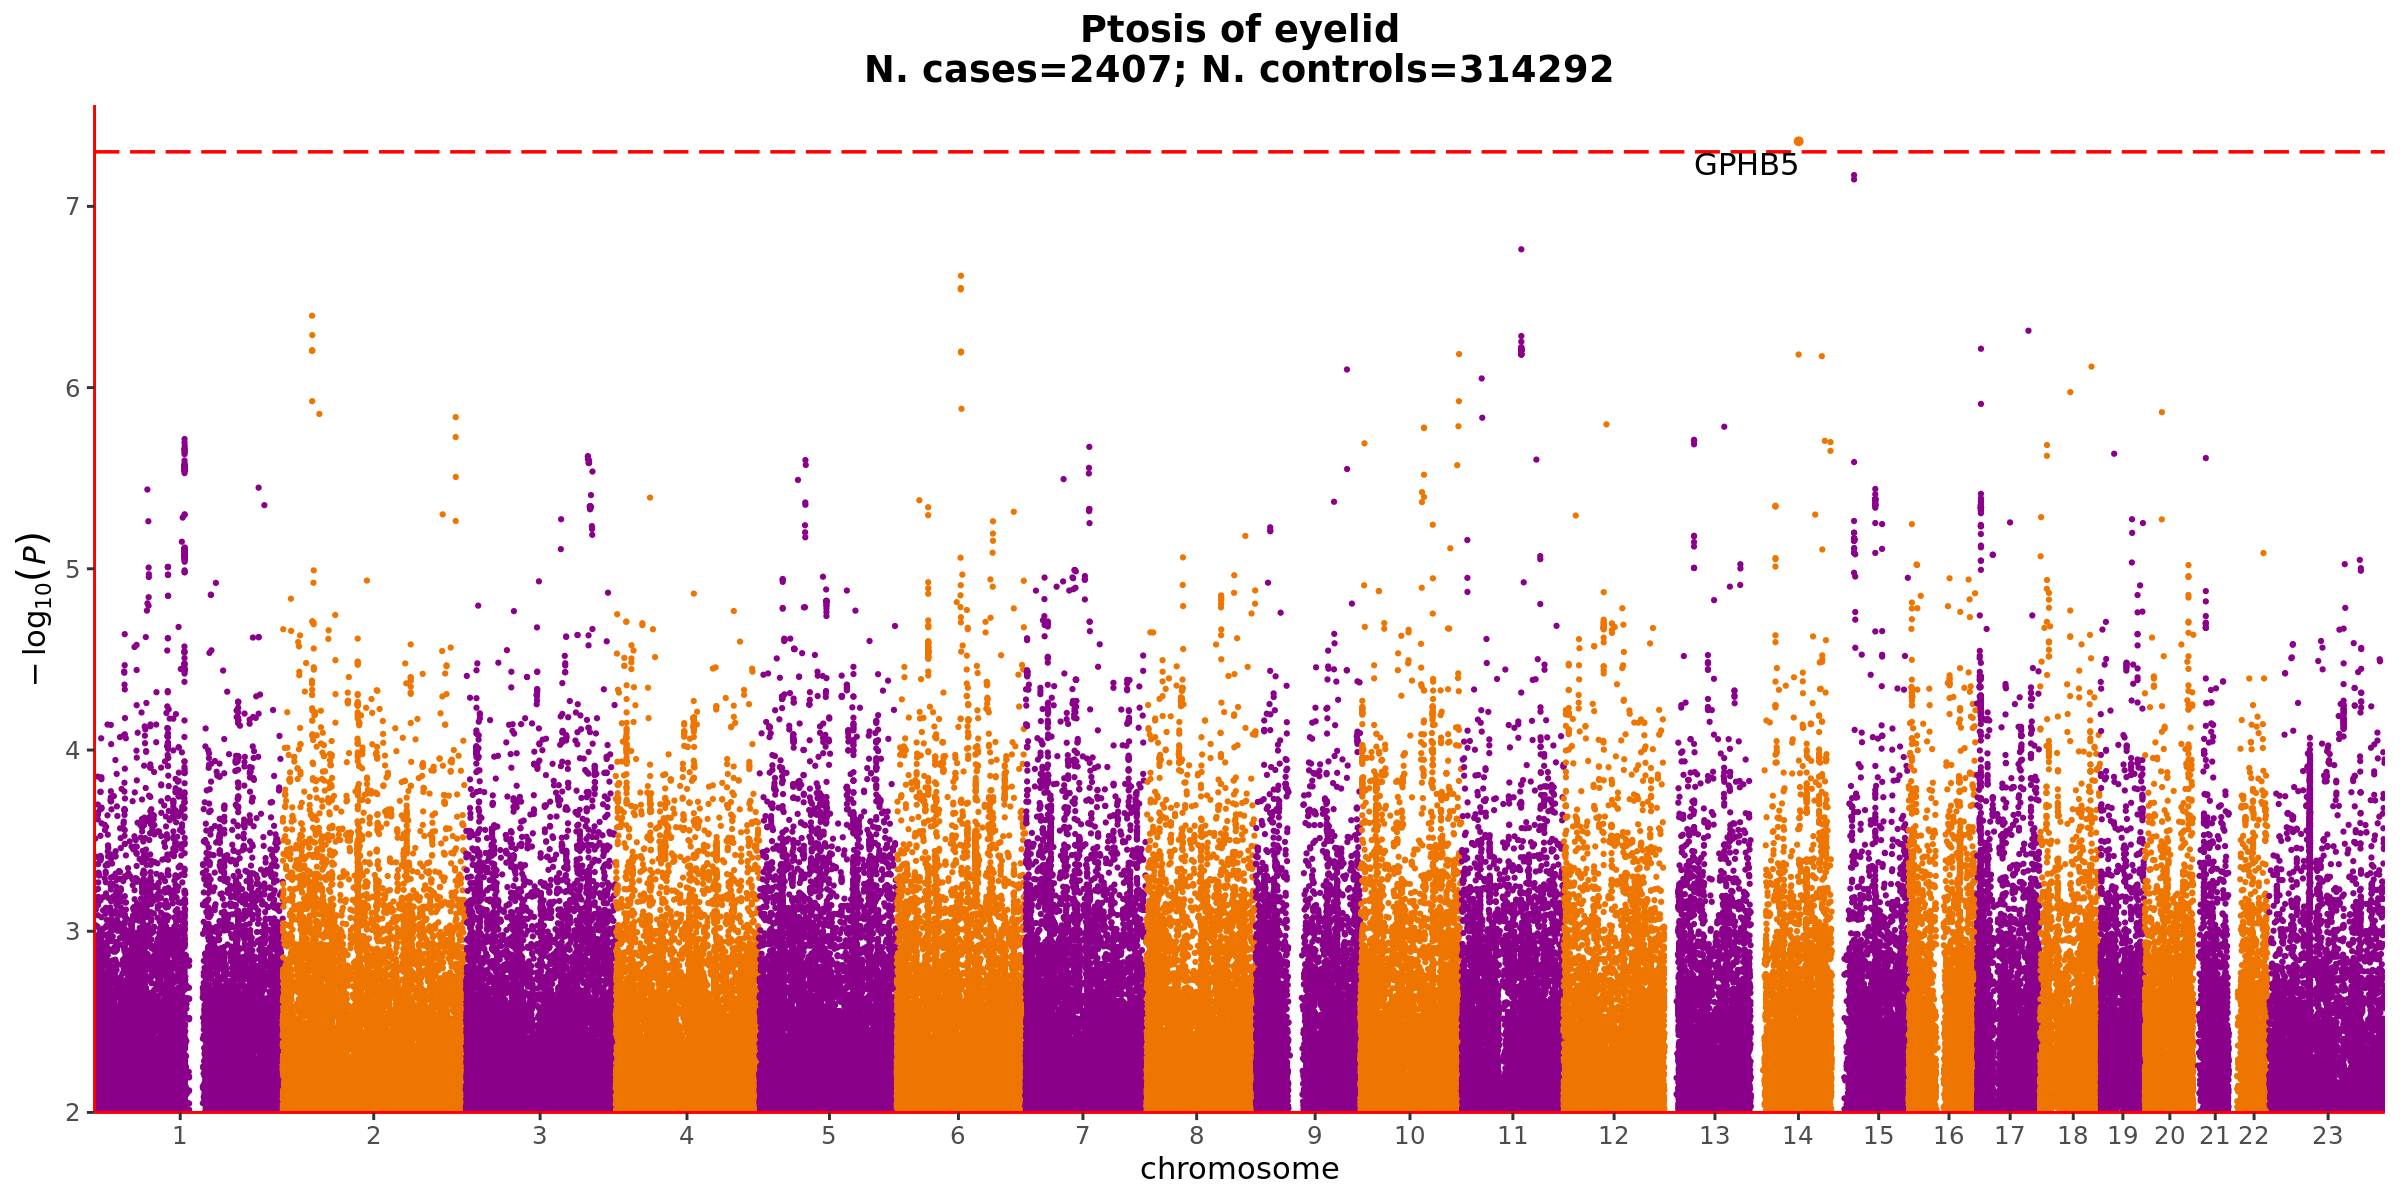 Ptosis of eyelid
N. cases=2407; N. controls=314292
GPHB5
7
6
5
4
3
2
−log10(P)
1 2 3 4 5 6 7 8 9 10 11 12 13 14 15 16 17 18 19 20 21 22 23
chromosome